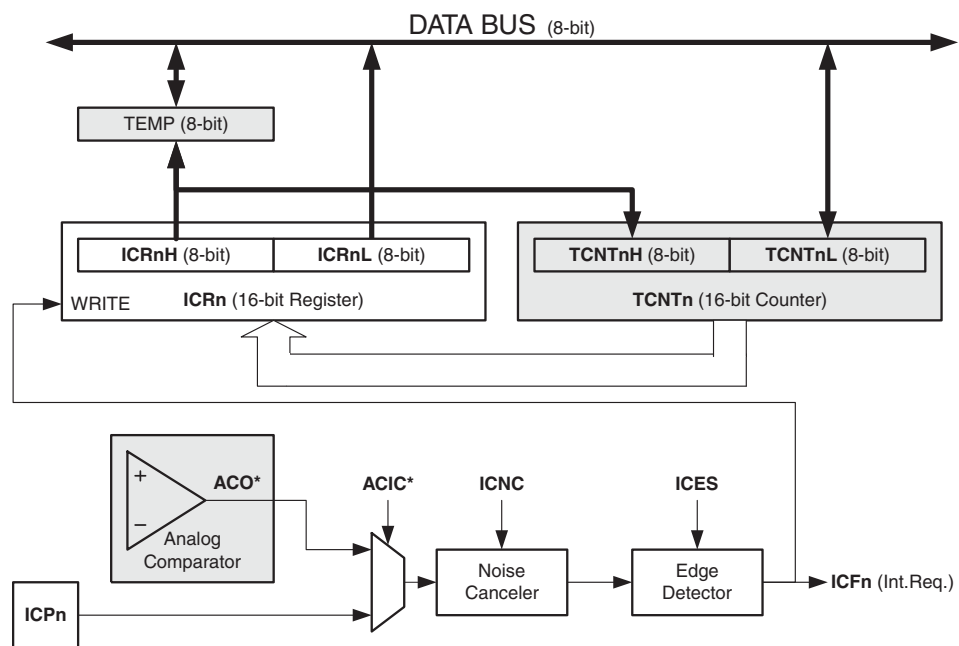 DATA BUS (8-bit)
TEMP (8-bit)
ICRnH (8-bit)
ICRnL (8-bit)
TCNTnH (8-bit)
TCNTnL (8-bit)
WRITE
ICRn (16-bit Register)
TCNTn (16-bit Counter)
+
−
ACO*
Analog
Comparator
ACIC*
ICNC
ICES
Noise
Canceler
Edge
Detector
ICFn (Int.Req.)
ICPn